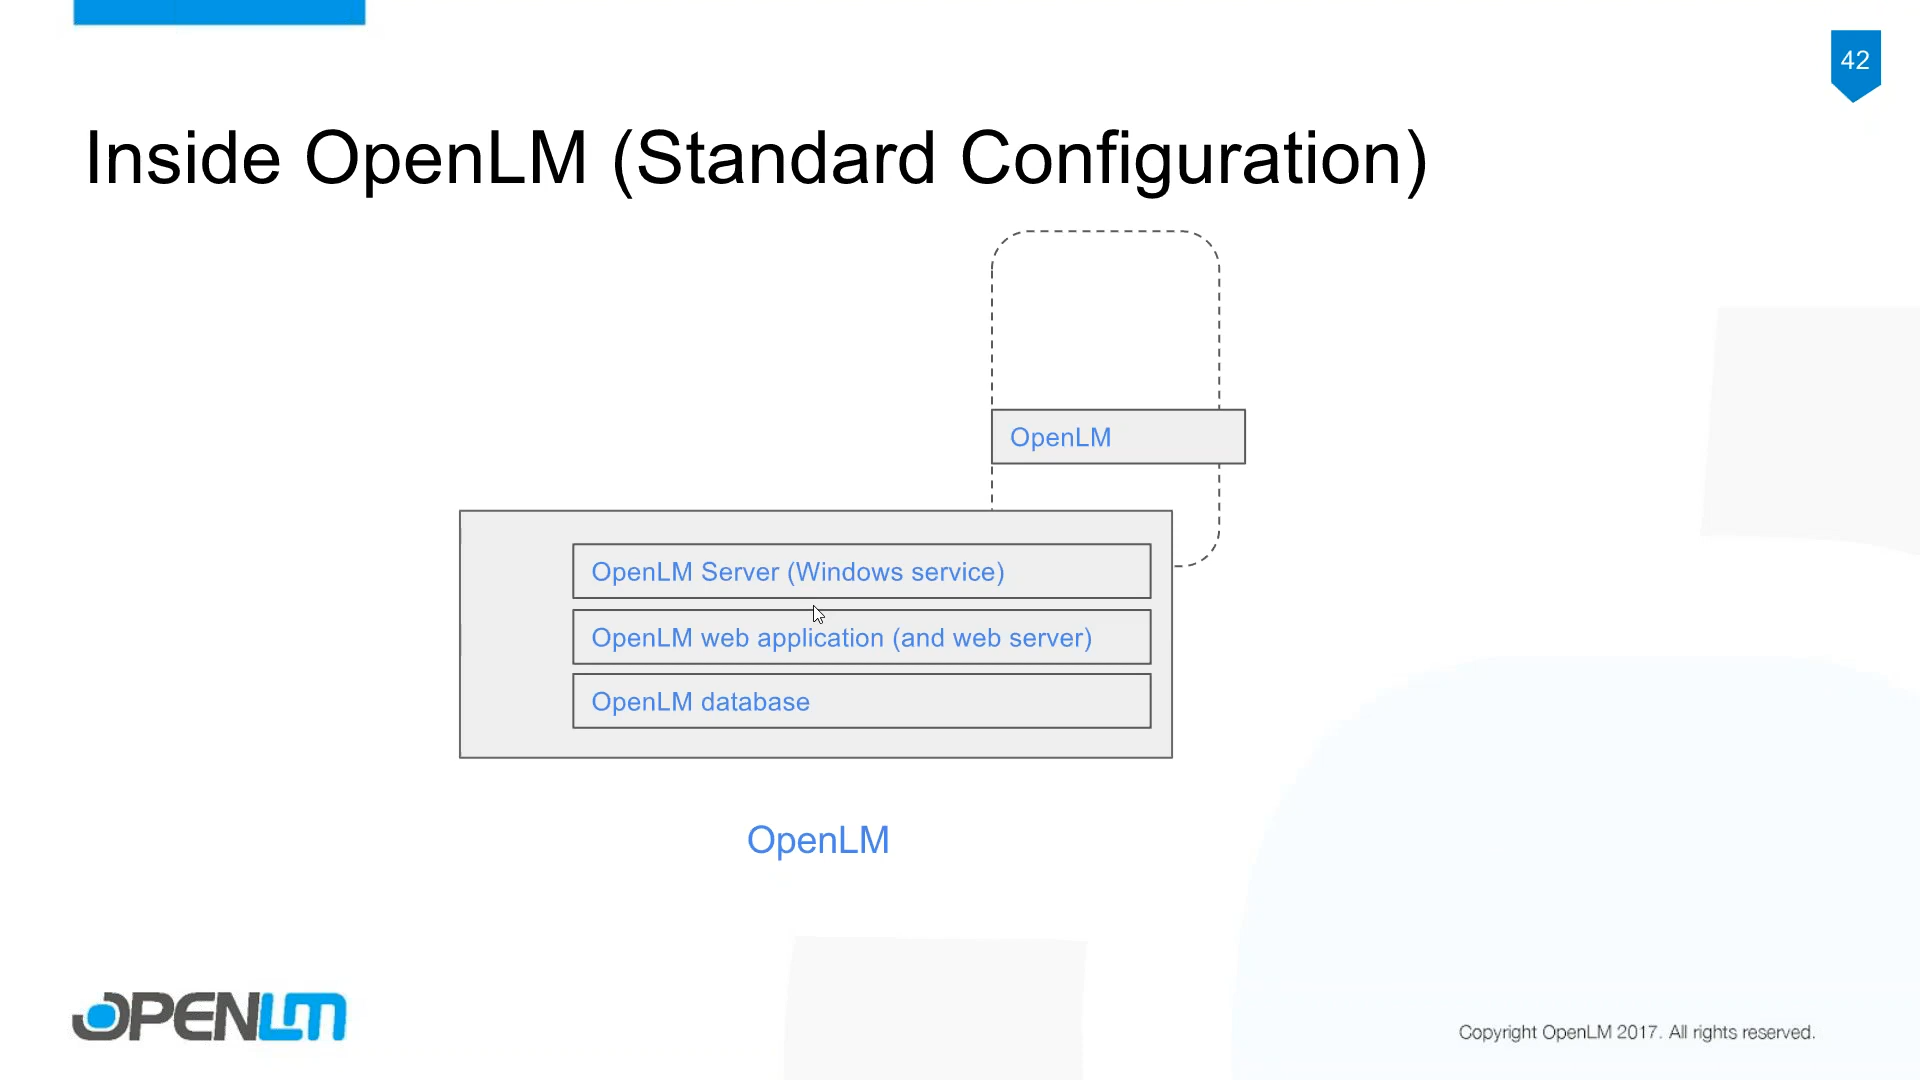 42
Inside OpenLM (Standard Configuration)
OpenLM
OpenLM Server (Windows service)
OpenLM web application (and web server)
OpenLM database
OpenLM
OPENLM
Copyright OpenLM 2017. All rights reserved.